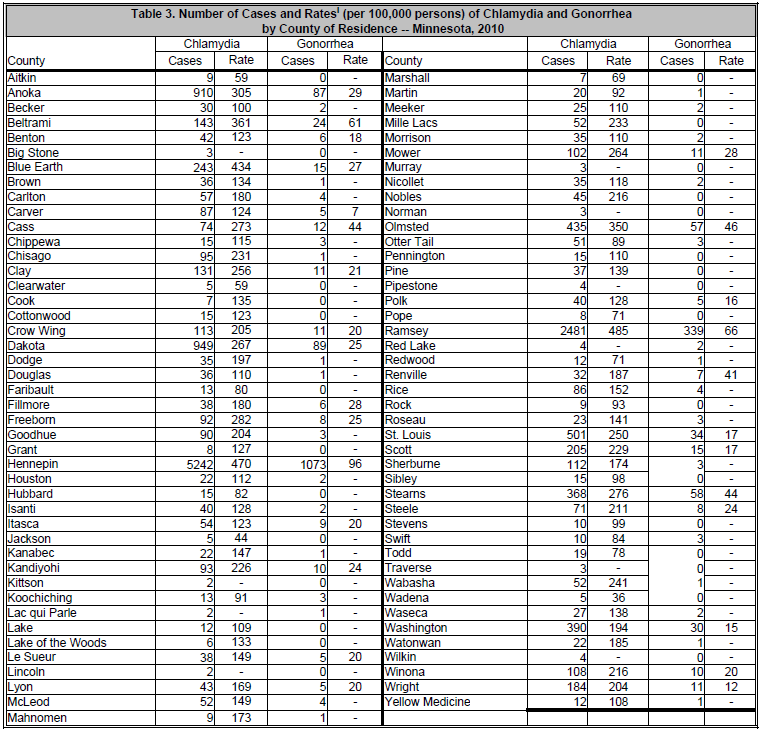 Table 3. Number of Cases and Rates¹ (per 100,000 persons) of Chlamydia and Gonorrhea
by County of Residence -- Minnesota, 2010
Chlamydia Gonorrhea Chlamydia Gonorrhea
County Cases Rate Cases Rate County Cases Rate Cases Rate
Aitkin 9 59 0 - Marshall 7 69 0 -
Anoka 910 305 87 29 Martin 20 92 1 -
Becker 30 100 2 - Meeker 25 110 2 -
Beltrami 143 361 24 61 Mille Lacs 52 233 0 -
Benton 42 123 6 18 Morrison 35 110 2 -
Big Stone 3 - 0 - Mower 102 264 11 28
Blue Earth 243 434 15 27 Murray 3 - 0 -
Brown 36 134 1 - Nicollet 35 118 2 -
Carlton 57 180 4 - Nobles 45 216 0 -
Carver 87 124 5 7 Norman 3 - 0 -
Cass 74 273 12 44 Olmsted 435 350 57 46
Chippewa 15 115 3 - Otter Tail 51 89 3 -
Chisago 95 231 1 - Pennington 15 110 0 -
Clay 131 256 11 21 Pine 37 139 0 -
Clearwater 5 59 0 - Pipestone 4 - 0 -
Cook 7 135 0 - Polk 40 128 5 16
Cottonwood 15 123 0 - Pope 8 71 0 -
Crow Wing 113 205 11 20 Ramsey 2481 485 339 66
Dakota 949 267 89 25 Red Lake 4 - 2 -
Dodge 35 197 1 - Redwood 12 71 1 -
Douglas 36 110 1 - Renville 32 187 7 41
Faribault 13 80 0 - Rice 86 152 4 -
Fillmore 38 180 6 28 Rock 9 93 0 -
Freeborn 92 282 8 25 Roseau 23 141 3 -
Goodhue 90 204 3 - St. Louis 501 250 34 17
Grant 8 127 0 - Scott 205 229 15 17
Hennepin 5242 470 1073 96 Sherburne 112 174 3 -
Houston 22 112 2 - Sibley 15 98 0 -
Hubbard 15 82 0 - Stearns 368 276 58 44
Isanti 40 128 2 - Steele 71 211 8 24
Itasca 54 123 9 20 Stevens 10 99 0 -
Jackson 5 44 0 - Swift 10 84 3 -
Kanabec 22 147 1 - Todd 19 78 0 -
Kandiyohi 93 226 10 24 Traverse 3 - 0 -
Kittson 2 - 0 - Wabasha 52 241 1 -
Koochiching 13 91 3 - Wadena 5 36 0 -
Lac qui Parle 2 - 1 - Waseca 27 138 2 -
Lake 12 109 0 - Washington 390 194 30 15
Lake of the Woods 6 133 0 - Watonwan 22 185 1 -
Le Sueur 38 149 5 20 Wilkin 4 - 0 -
Lincoln 2 - 0 - Winona 108 216 10 20
Lyon 43 169 5 20 Wright 184 204 11 12
McLeod 52 149 4 - Yellow Medicine 12 108 1 -
Mahnomen 9 173 1 -